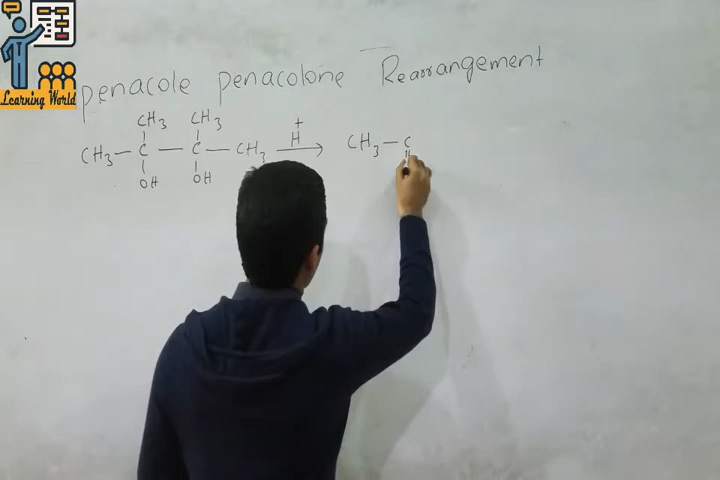 Learning World
penacole penacolone Rearrangement
CH3 CH3
CH3 — C — C — CH3 H+ → CH3 — C
OH OH